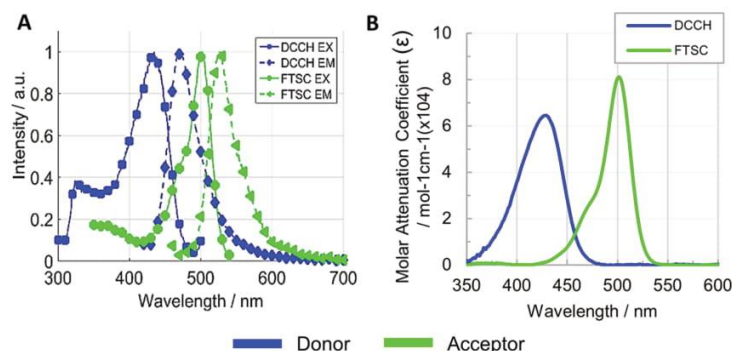 A
Intensity / a.u.
1
0.8
0.6
0.4
0.2
0
300 400 500 600 700
Wavelength / nm
DCCH EX
DCCH EM
FTSC EX
FTSC EM
B
Molar Attenuation Coefficient (ε)
/ mol-1cm-1(x104)
10
8
6
4
2
0
350 400 450 500 550 600
Wavelength / nm
DCCH
FTSC
Donor Acceptor